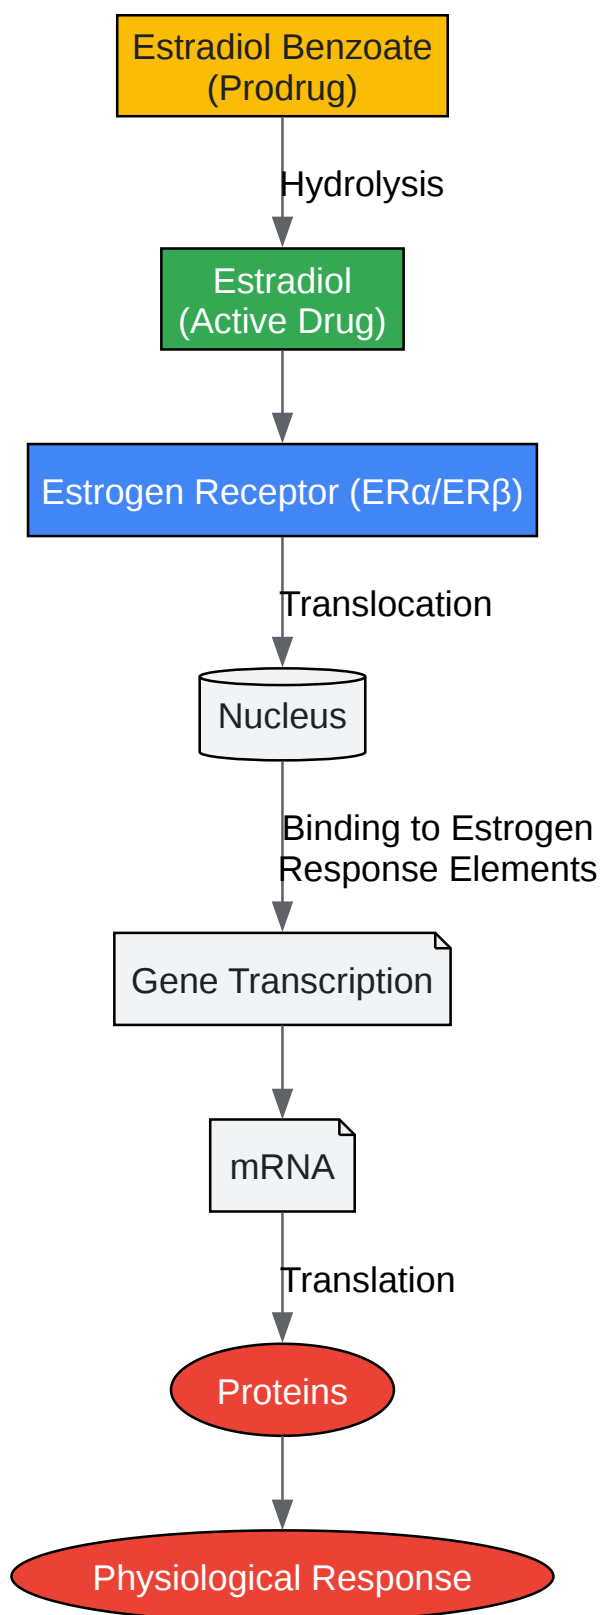 Estradiol Benzoate
(Prodrug)
Hydrolysis
Estradiol
(Active Drug)
Estrogen Receptor (ERα/ERβ)
Translocation
Nucleus
Binding to Estrogen
Response Elements
Gene Transcription
mRNA
Translation
Proteins
Physiological Response